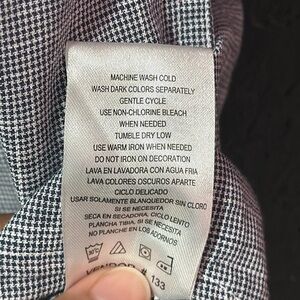 MACHINE WASH COLD
WASH DARK COLORS SEPARATELY
GENTLE CYCLE
USE NON-CHLORINE BLEACH
WHEN NEEDED
TUMBLE DRY LOW
USE WARM IRON WHEN NEEDED
DO NOT IRON ON DECORATION
LAVA EN LAVADORA CON AGUA FRIA
LAVA COLORES OSCUROS APARTE
CICLO DELICADO
USAR SOLAMENTE BLANQUEDOR SIN CLORO
SI SE NECESITA
SECA EN SECADORA, CICLO LENTO
PLANCHA TIBIA, SI SE NECESITA
NO PLANCHE EN LOS ADORNOS
VENDOR # 133